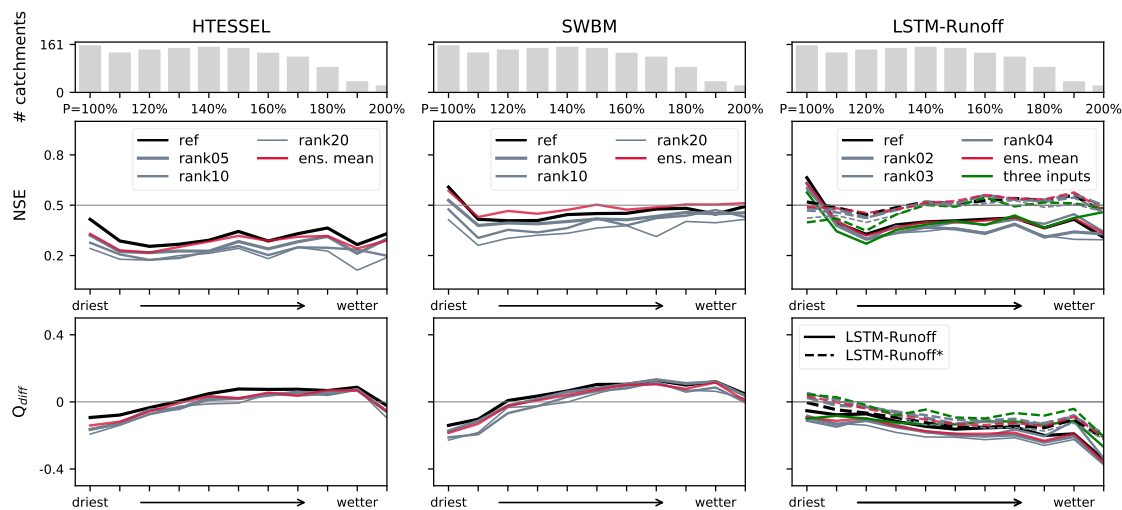 HTESSEL
SWBM
LSTM-Runoff
# catchments
161
0
P=100% 120% 140% 160% 180% 200%
P=100% 120% 140% 160% 180% 200%
P=100% 120% 140% 160% 180% 200%
NSE
0.8
0.5
0.2
ref
rank05
rank10
rank20
ens. mean
driest
wetter
ref
rank05
rank10
rank20
ens. mean
driest
wetter
ref
rank02
rank03
rank04
ens. mean
three inputs
driest
wetter
Qdiff
0.4
0
-0.4
driest
wetter
driest
wetter
LSTM-Runoff
LSTM-Runoff*
driest
wetter